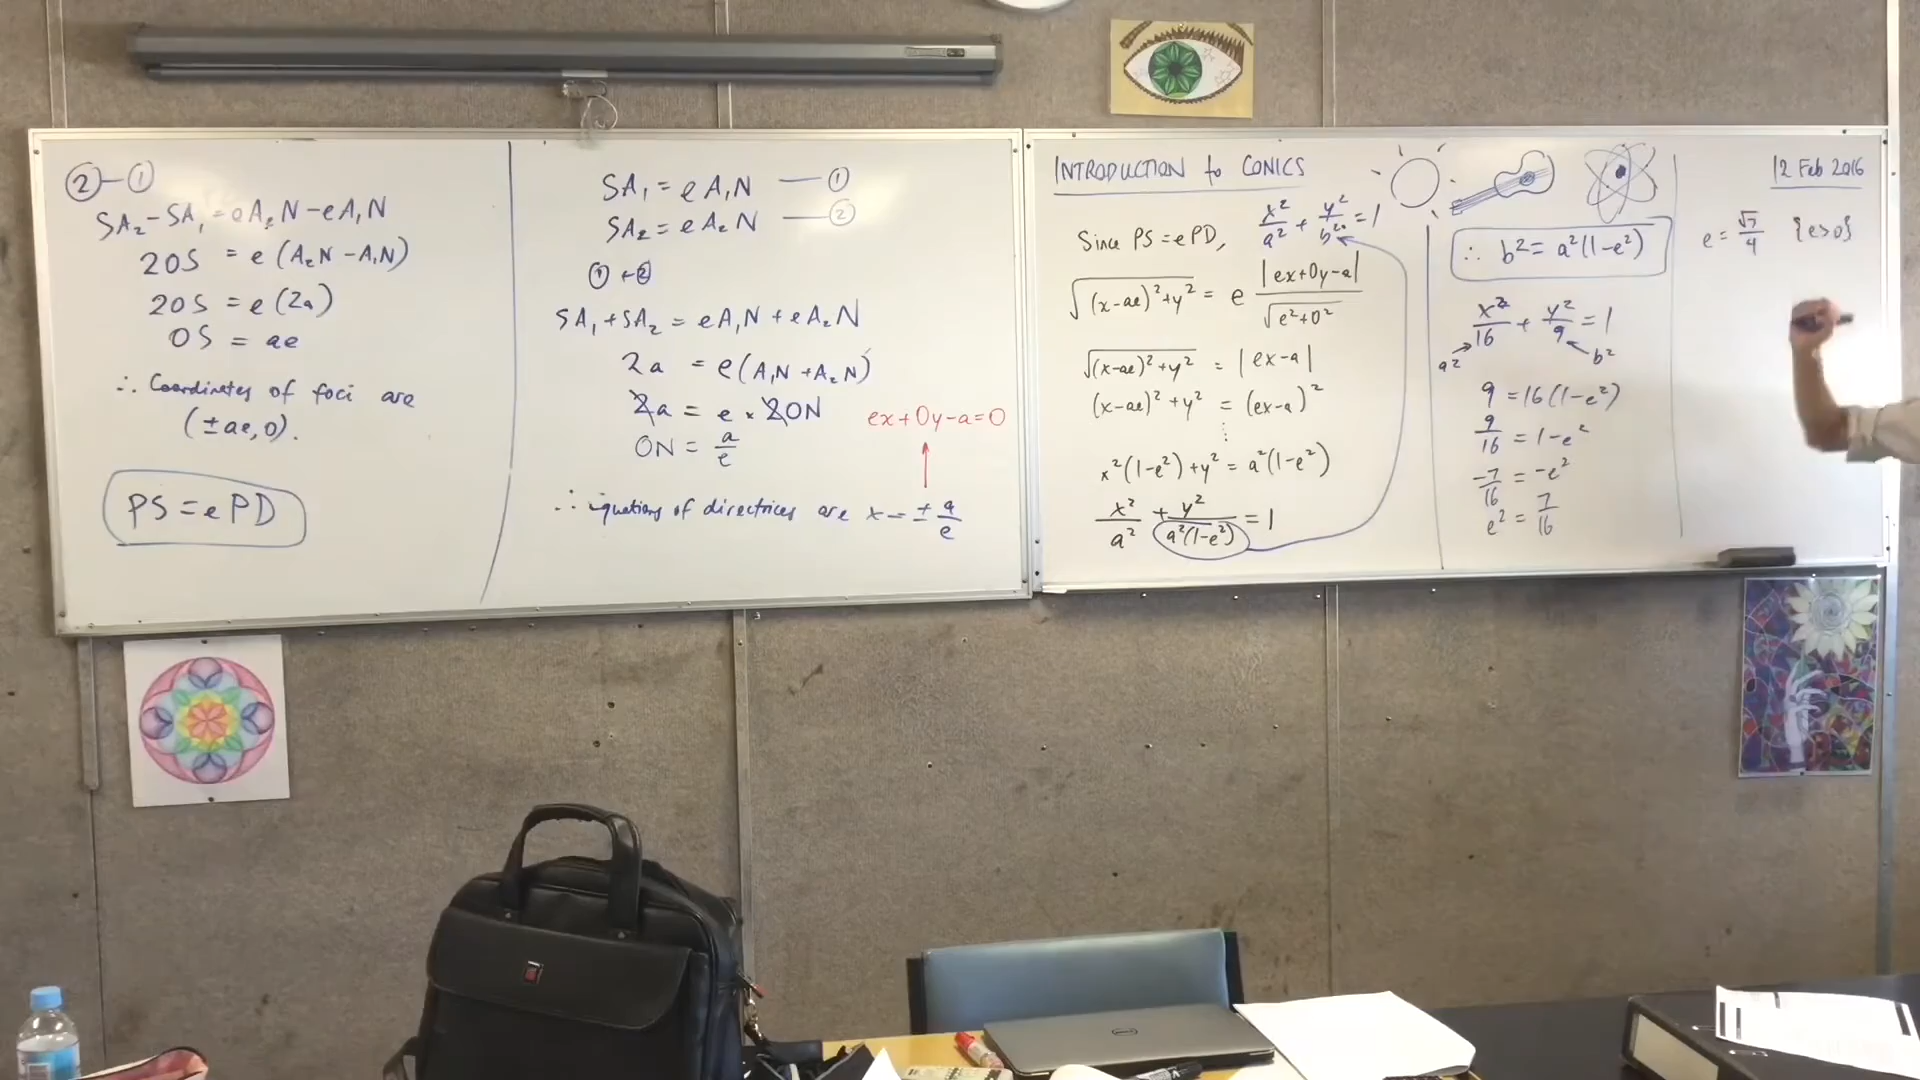 ② — ①
SA₂ - SA₁ = eA₂N - eA₁N
2OS = e (A₂N - A₁N)
2OS = e (2a)
OS = ae
∴ Coordinates of foci are
(±ae, 0).
PS = e PD
SA₁ = e A₁N — ①
SA₂ = e A₂N — ②
① + ②
SA₁ + SA₂ = eA₁N + eA₂N
2a = e (A₁N + A₂N)
2a = e × 2ON
ON = a/e
ex + 0y - a = 0
∴ equations of directrices are x = ± a/e
INTRODUCTION to CONICS
Since PS = e PD,
x²/a² + y²/b² = 1
√((x-ae)² + y²) = e |ex+0y-a| / √(e²+0²)
√((x-ae)² + y²) = |ex-a|
(x-ae)² + y² = (ex-a)²
⋮
x²(1-e²) + y² = a²(1-e²)
x²/a² + y²/a²(1-e²) = 1
∴ b² = a²(1-e²)
x²/16 + y²/9 = 1
a² b²
9 = 16(1-e²)
9/16 = 1-e²
-7/16 = -e²
e² = 7/16
12 Feb 2016
e = √7/4 {e>0}